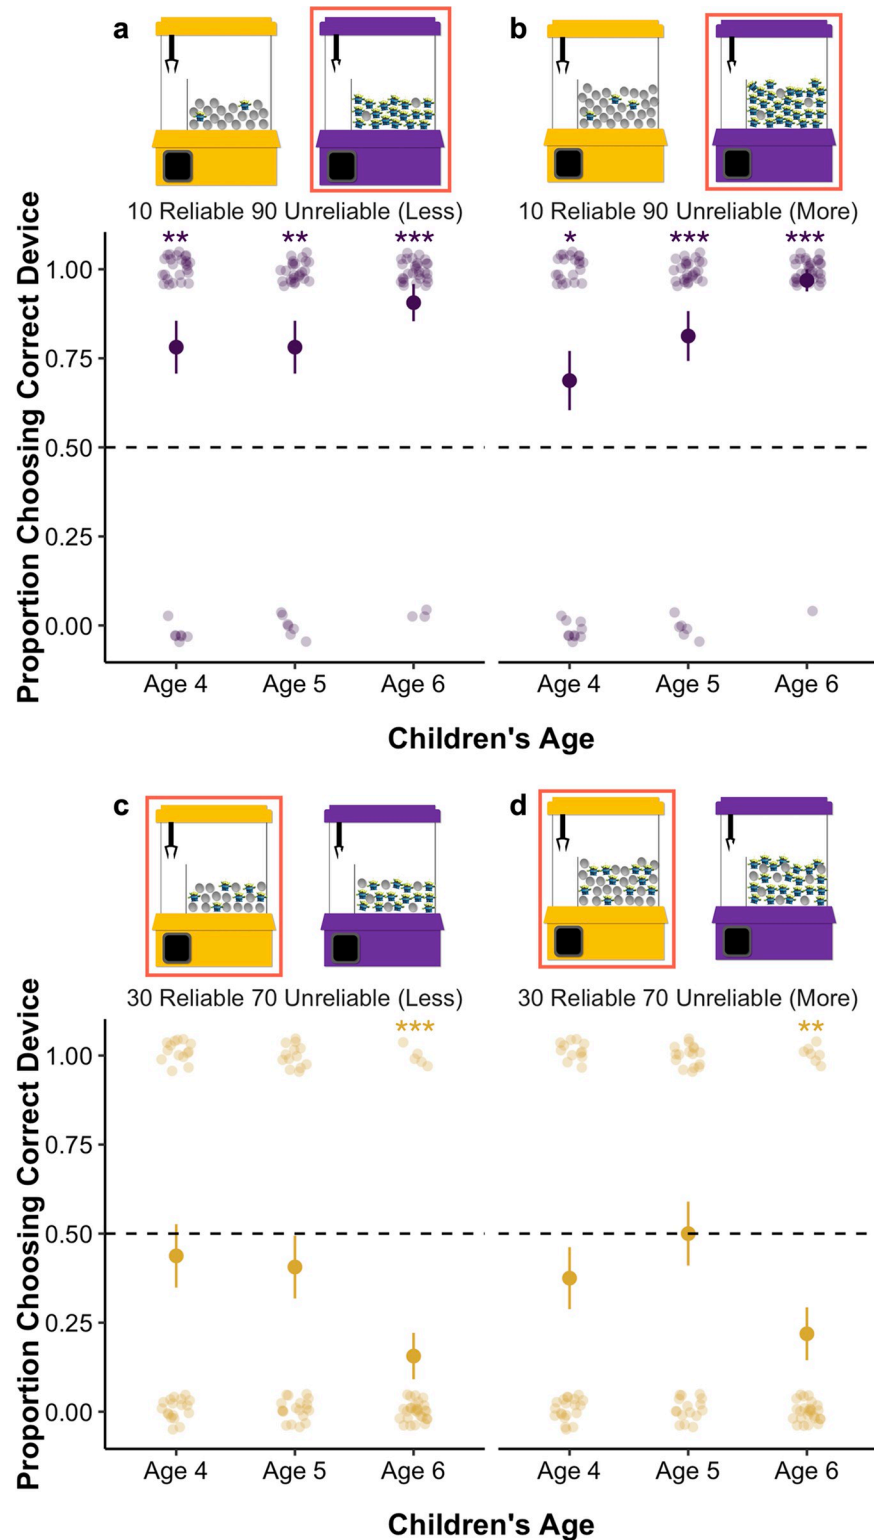 a
b
10 Reliable 90 Unreliable (Less)
10 Reliable 90 Unreliable (More)
Proportion Choosing Correct Device
1.00
0.75
0.50
0.25
0.00
** ** ***
* *** ***
Age 4 Age 5 Age 6
Age 4 Age 5 Age 6
Children's Age
c
d
30 Reliable 70 Unreliable (Less)
30 Reliable 70 Unreliable (More)
Proportion Choosing Correct Device
1.00
0.75
0.50
0.25
0.00
***
**
Age 4 Age 5 Age 6
Age 4 Age 5 Age 6
Children's Age